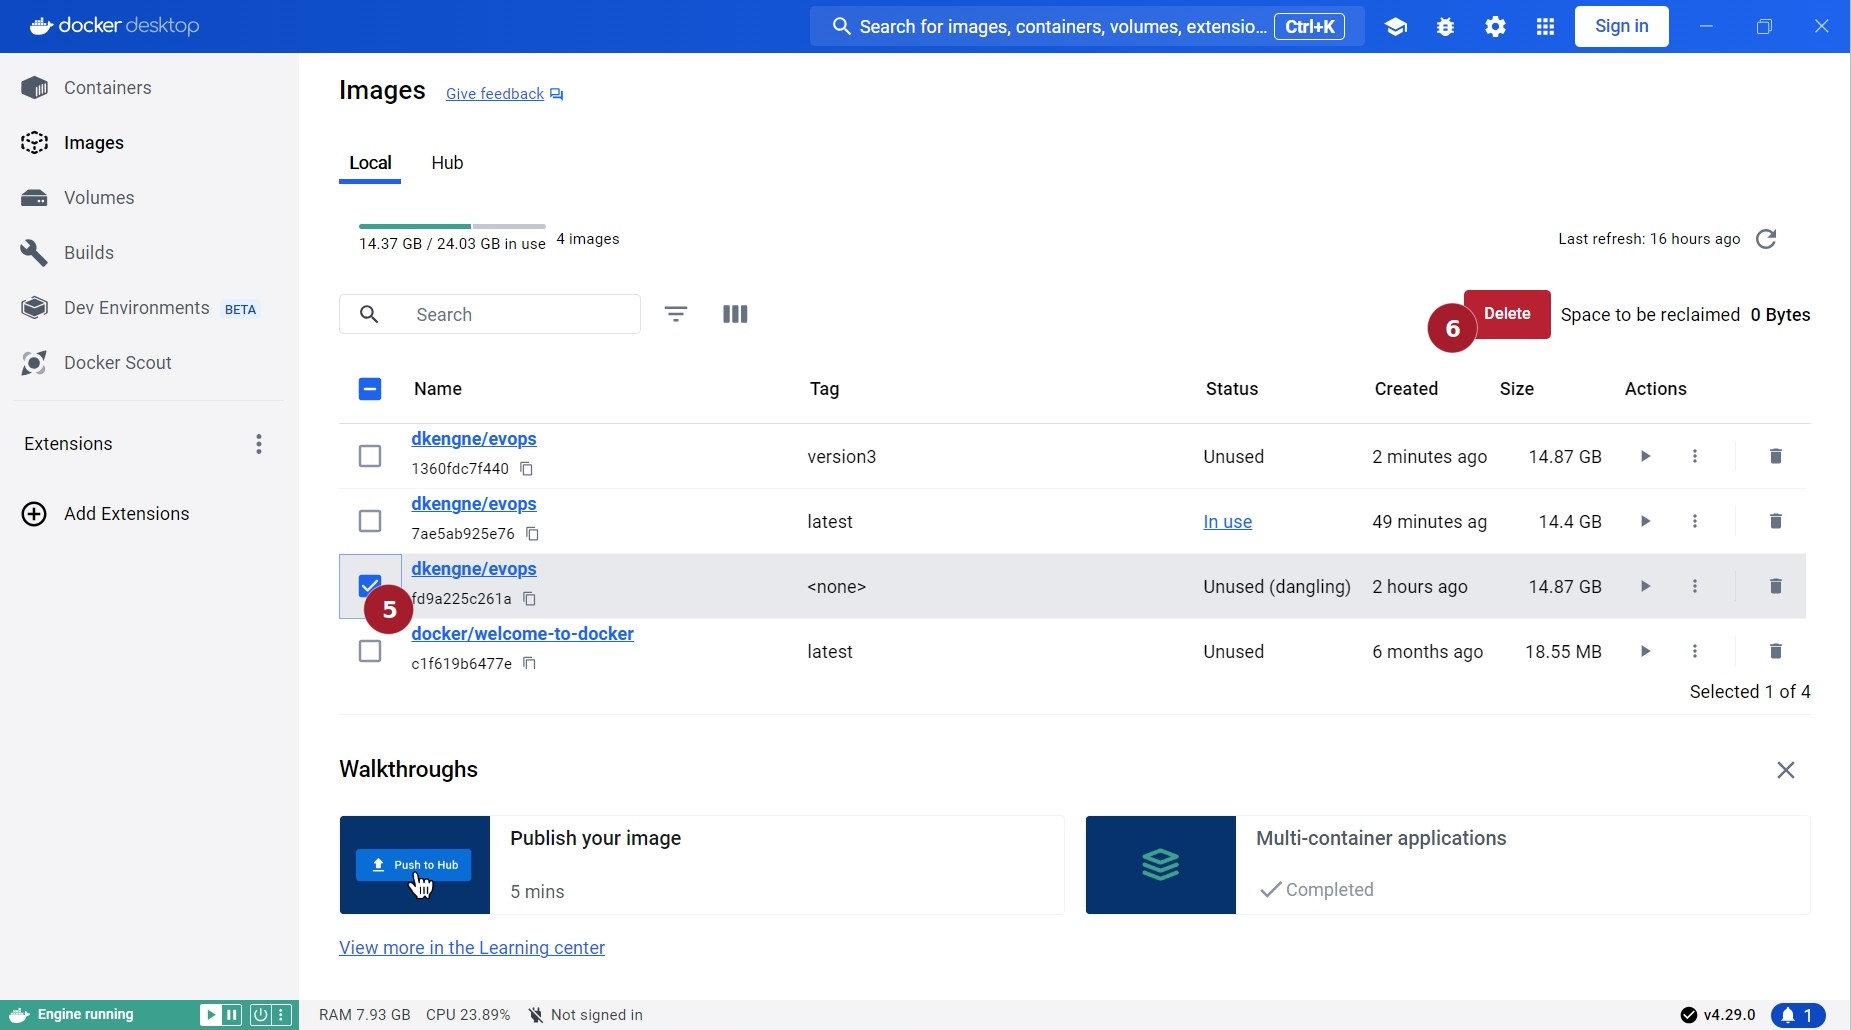 docker desktop
Search for images, containers, volumes, extensio... Ctrl+K
Sign in
Containers
Images
Volumes
Builds
Dev Environments BETA
Docker Scout
Extensions
Add Extensions
Images Give feedback
Local Hub
14.37 GB / 24.03 GB in use 4 images
Last refresh: 16 hours ago
Search
6 Delete Space to be reclaimed 0 Bytes
Name Tag Status Created Size Actions
dkengne/evops
1360fdc7f440 version3 Unused 2 minutes ago 14.87 GB
dkengne/evops
7ae5ab925e76 latest In use 49 minutes ag 14.4 GB
dkengne/evops
5 fd9a225c261a <none> Unused (dangling) 2 hours ago 14.87 GB
docker/welcome-to-docker
c1f619b6477e latest Unused 6 months ago 18.55 MB
Selected 1 of 4
Walkthroughs
Push to Hub
Publish your image
5 mins
Multi-container applications
Completed
View more in the Learning center
Engine running RAM 7.93 GB CPU 23.89% Not signed in v4.29.0 1